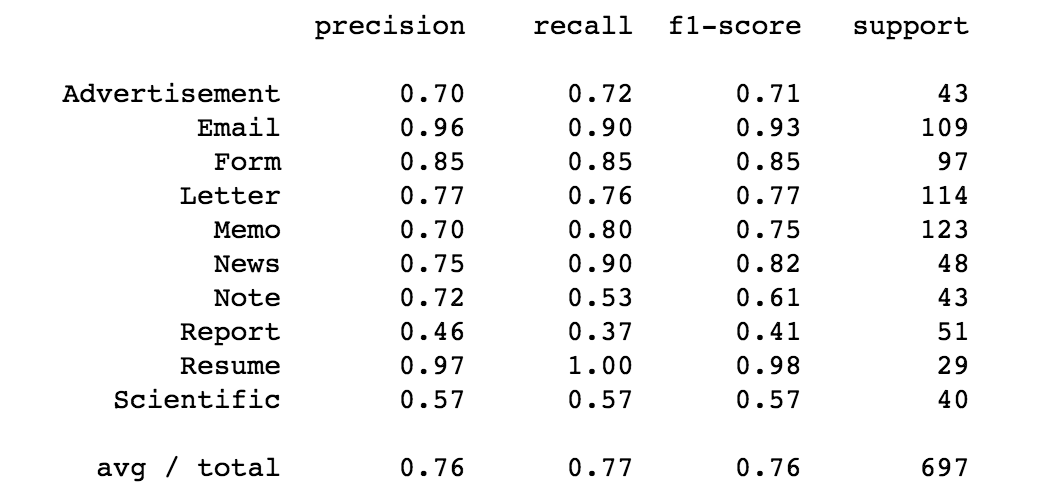 precision recall f1-score support
Advertisement 0.70 0.72 0.71 43
Email 0.96 0.90 0.93 109
Form 0.85 0.85 0.85 97
Letter 0.77 0.76 0.77 114
Memo 0.70 0.80 0.75 123
News 0.75 0.90 0.82 48
Note 0.72 0.53 0.61 43
Report 0.46 0.37 0.41 51
Resume 0.97 1.00 0.98 29
Scientific 0.57 0.57 0.57 40
avg / total 0.76 0.77 0.76 697